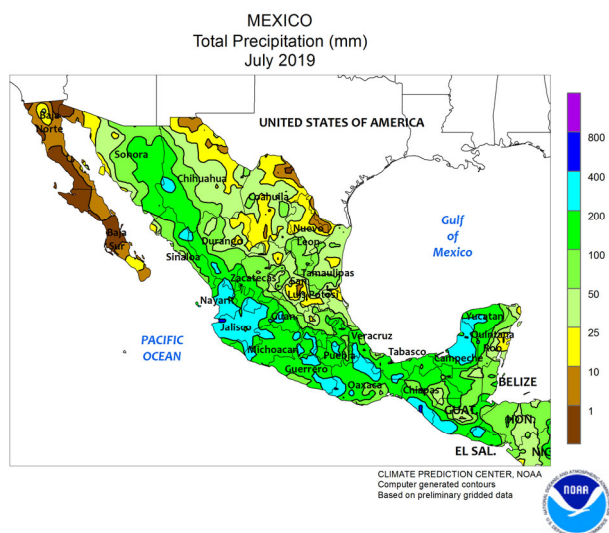 MEXICO
Total Precipitation (mm)
July 2019
UNITED STATES OF AMERICA
Baja
Norte
Sonora
Chihuahua
Coahuila
Baja
Sur
Sinaloa
Durango
Nuevo
Leon
Gulf
of
Mexico
Zacatecas
San
Luis Potosi
Tamaulipas
Nayarit
Jalisco
Guan.
PACIFIC
OCEAN
Michoacan
Puebla
Veracruz
Tabasco
Guerrero
Oaxaca
Chiapas
Yucatan
Quintana
Roo
Campeche
BELIZE
GUAT.
HON.
EL SAL.
NIC
800
400
200
100
50
25
10
1
CLIMATE PREDICTION CENTER, NOAA
Computer generated contours
Based on preliminary gridded data
NOAA